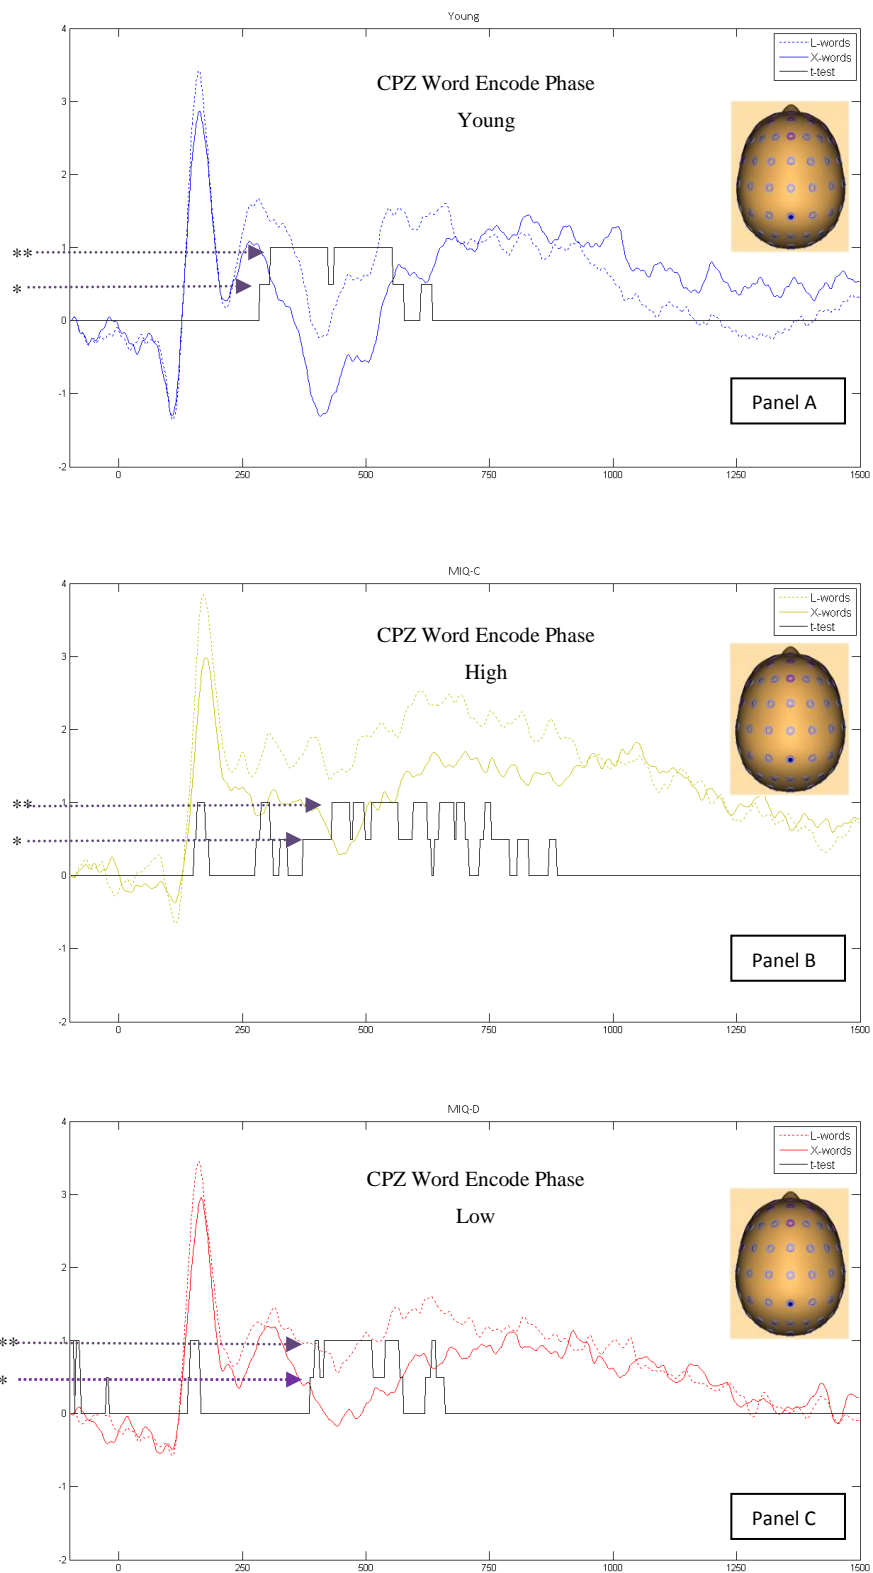 Young
4
L-words
X-words
t-test
CPZ Word Encode Phase
Young
3
2
**
1
*
0
-1
Panel A
-2
0 250 500 750 1000 1250 1500
MIQ-C
4
L-words
X-words
t-test
CPZ Word Encode Phase
High
3
2
**
1
*
0
-1
Panel B
-2
0 250 500 750 1000 1250 1500
MIQ-D
4
L-words
X-words
t-test
CPZ Word Encode Phase
Low
3
2
**
1
*
0
-1
Panel C
-2
0 250 500 750 1000 1250 1500